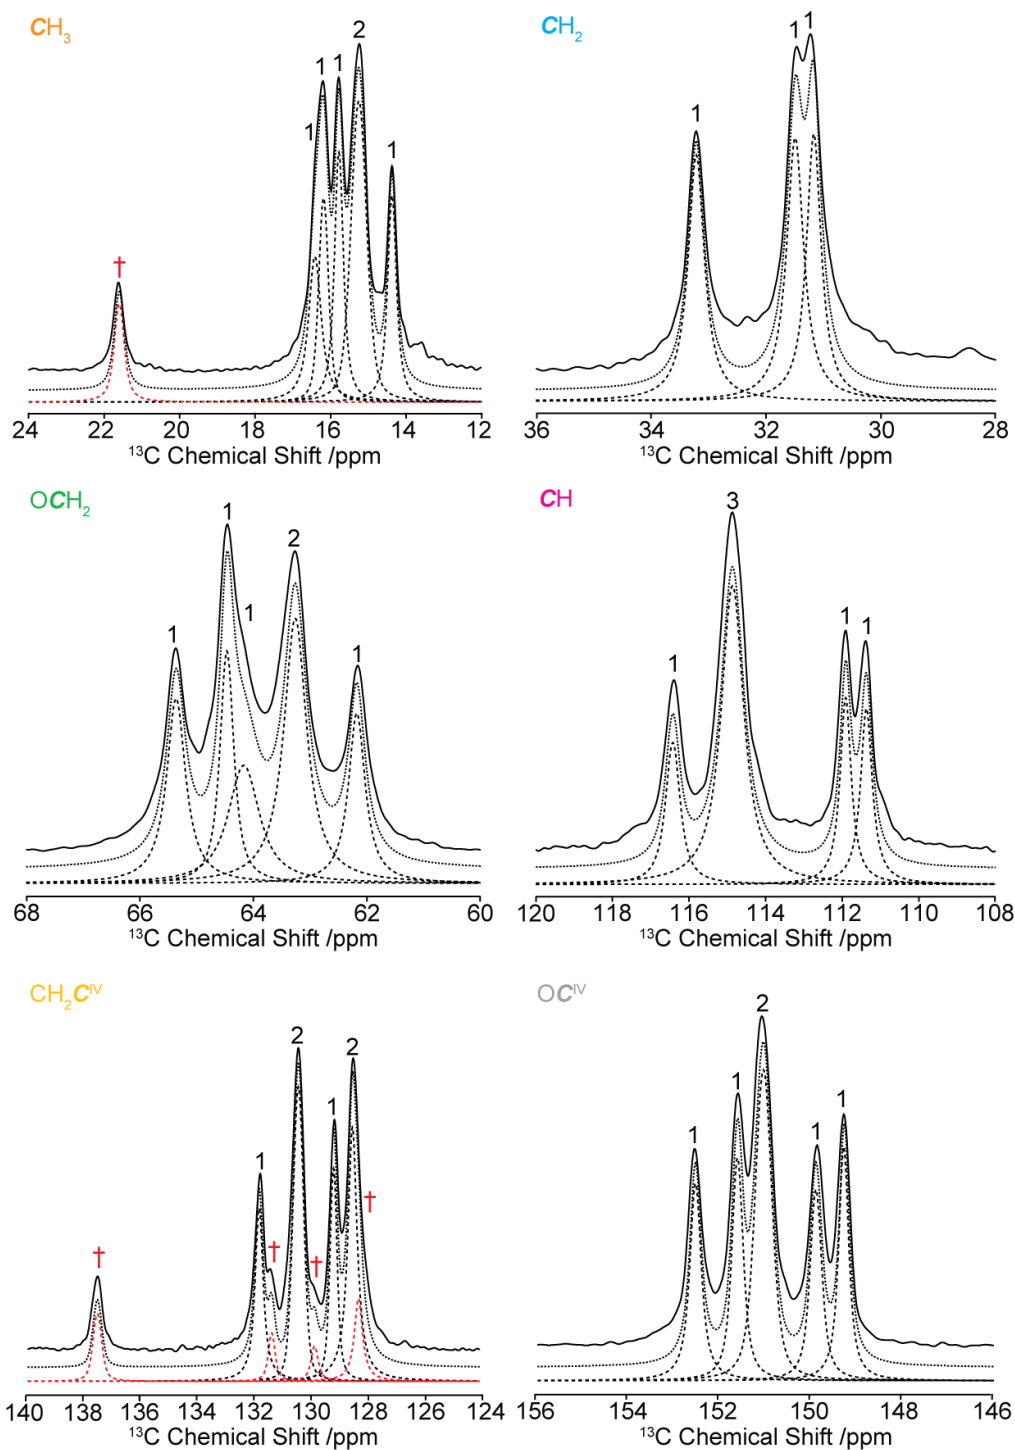 CH₃
1 1 1 2 1
†
24 22 20 18 16 14 12
¹³C Chemical Shift /ppm
CH₂
1 1 1
36 34 32 30 28
¹³C Chemical Shift /ppm
OCH₂
1 1 1 2 1
68 66 64 62 60
¹³C Chemical Shift /ppm
CH
1 3 1 1
120 118 116 114 112 110 108
¹³C Chemical Shift /ppm
CH₂Cᴵⱽ
† 1 † 2 † 1 2 †
140 138 136 134 132 130 128 126 124
¹³C Chemical Shift /ppm
OCᴵⱽ
1 1 2 1 1
156 154 152 150 148 146
¹³C Chemical Shift /ppm